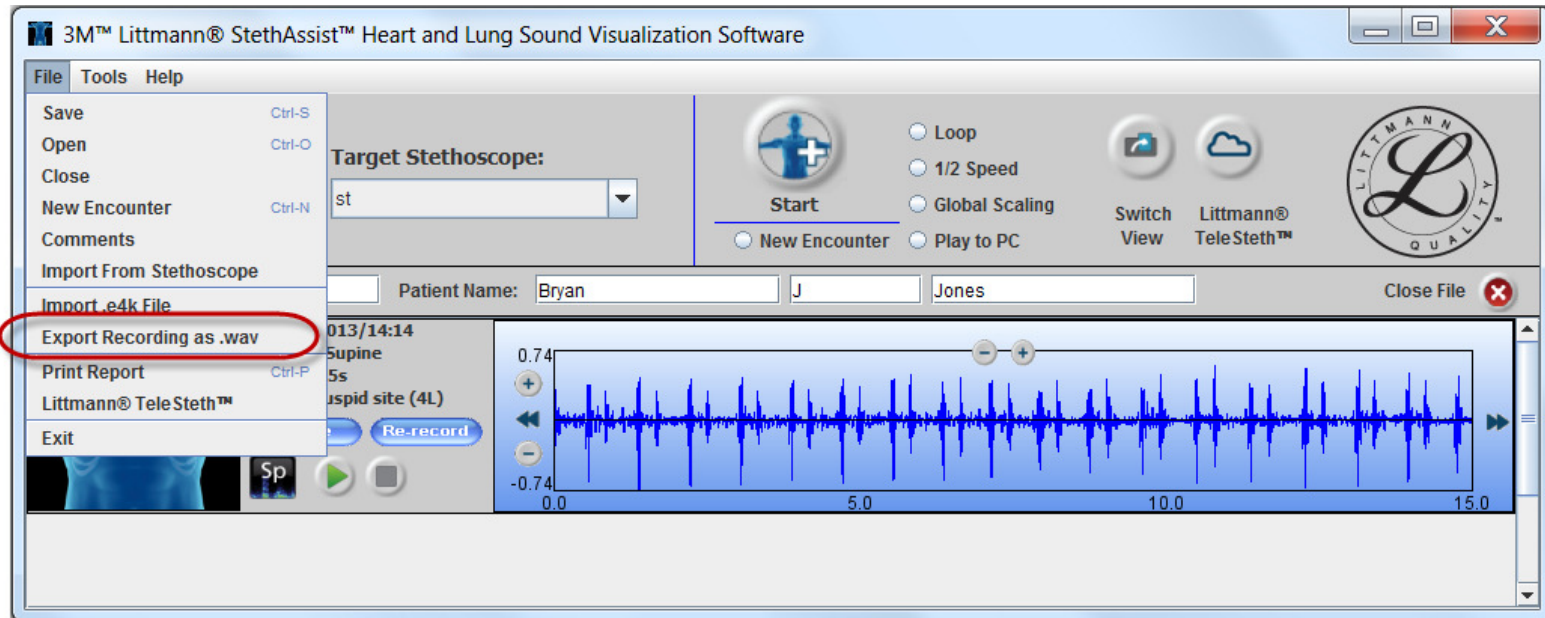 3M™ Littmann® StethAssist™ Heart and Lung Sound Visualization Software
File Tools Help
Save Ctrl-S
Open Ctrl-O
Close
New Encounter Ctrl-N
Comments
Import From Stethoscope
Import .e4k File
Export Recording as .wav
Print Report Ctrl-P
Littmann® TeleSteth™
Exit
Target Stethoscope:
st
Start
New Encounter
Loop
1/2 Speed
Global Scaling
Play to PC
Switch
View
Littmann®
TeleSteth™
LITTMANN
L
QUALITY
™
Patient Name: Bryan J Jones
Close File
013/14:14
Supine
5s
uspid site (4L)
Re-record
Sp
0.74
-0.74
0.0 5.0 10.0 15.0